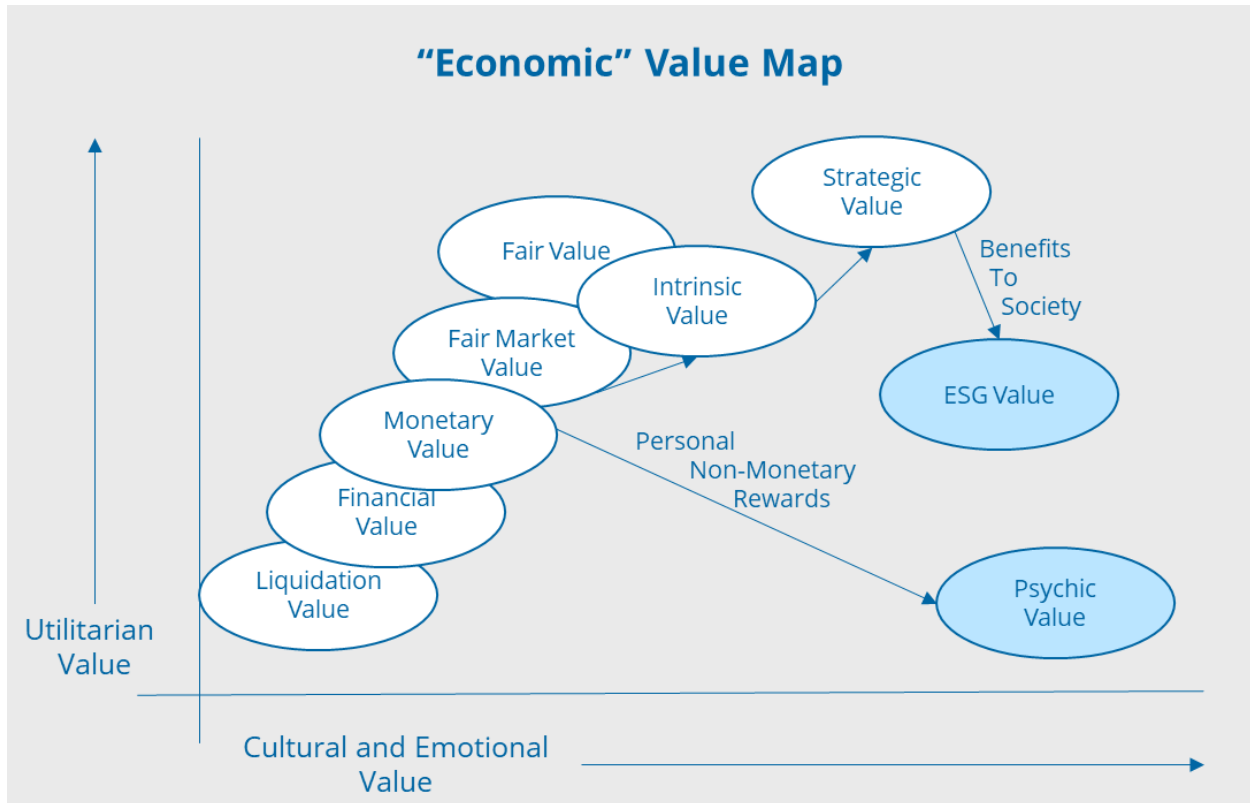 “Economic” Value Map
Strategic
Value
Fair Value
Benefits
To
Society
Intrinsic
Value
Fair Market
Value
ESG Value
Monetary
Value
Personal
Non-Monetary
Rewards
Financial
Value
Liquidation
Value
Psychic
Value
Utilitarian
Value
Cultural and Emotional
Value